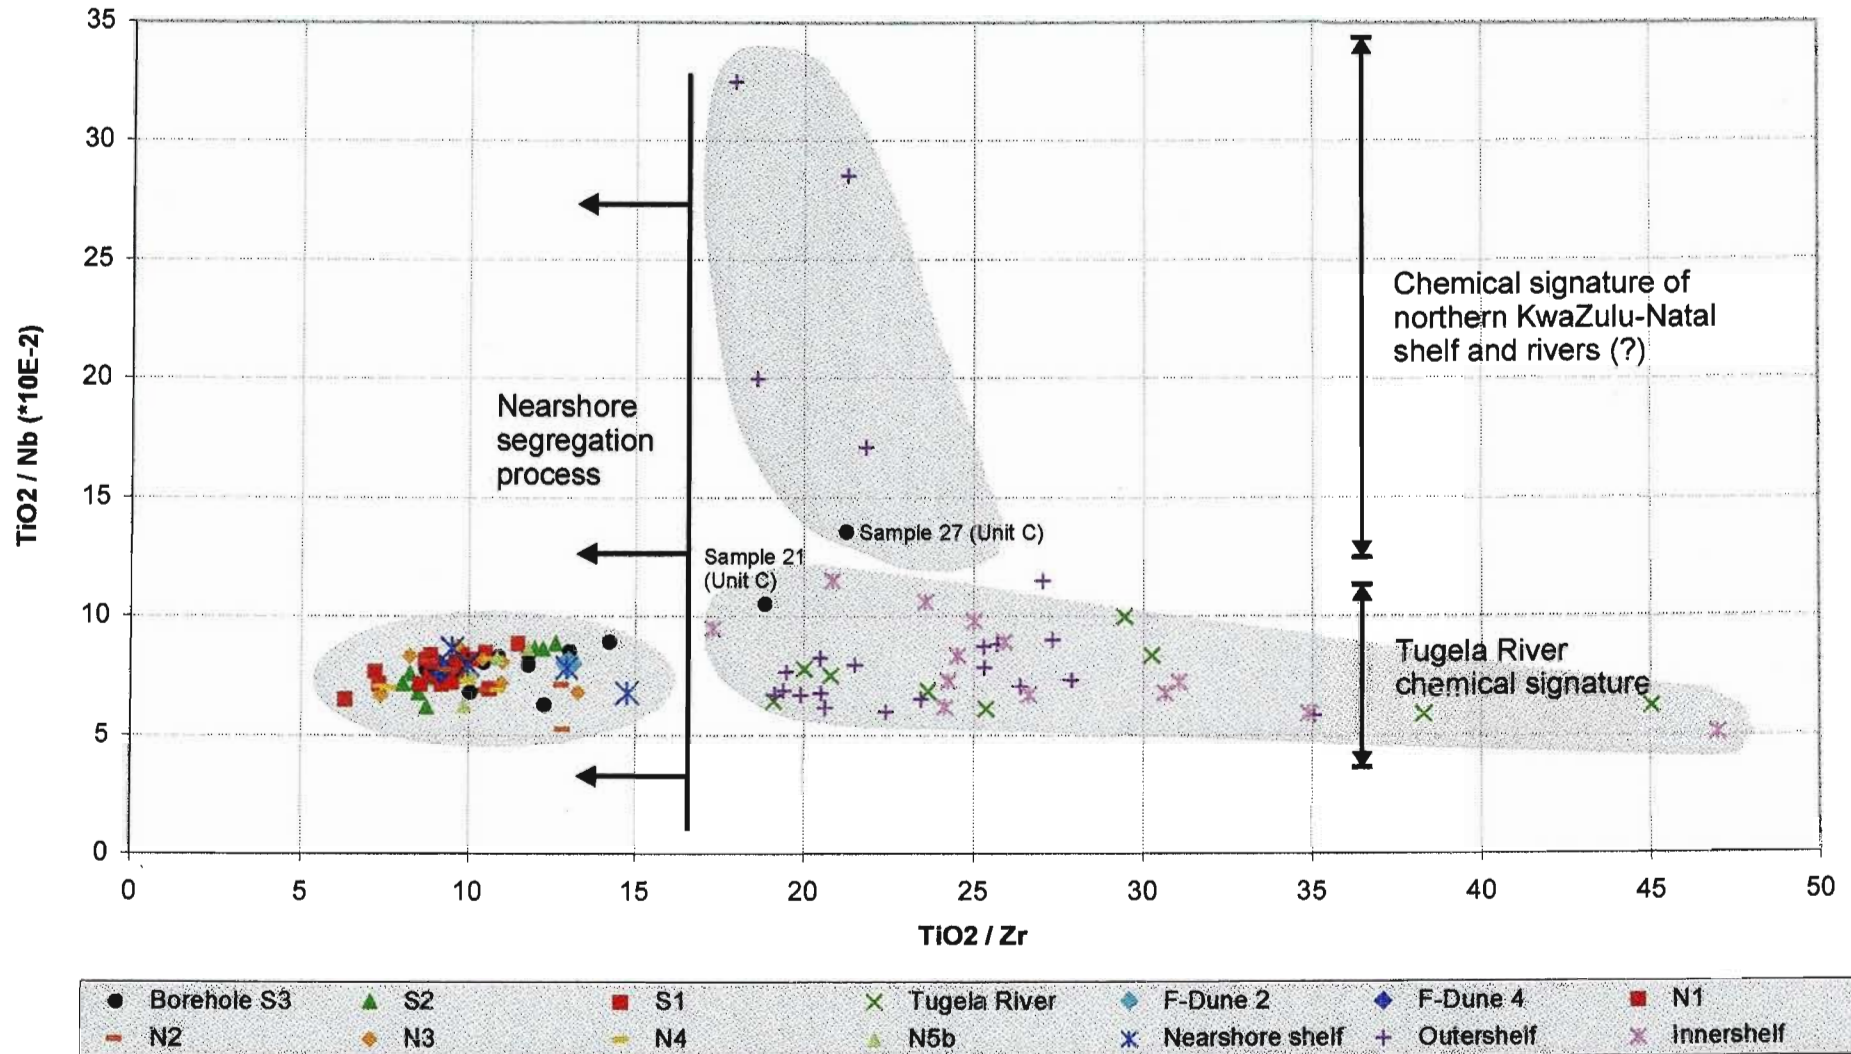 35
30
25
20
15
10
5
0
TiO2 / Nb (*10E-2)
Nearshore
segregation
process
Sample 27 (Unit C)
Sample 21
(Unit C)
Chemical signature of
northern KwaZulu-Natal
shelf and rivers (?)
Tugela River
chemical signature
0 5 10 15 20 25 30 35 40 45 50
TiO2 / Zr
Borehole S3 S2 S1 Tugela River F-Dune 2 F-Dune 4 N1
N2 N3 N4 N5b Nearshore shelf Outershelf Innershelf